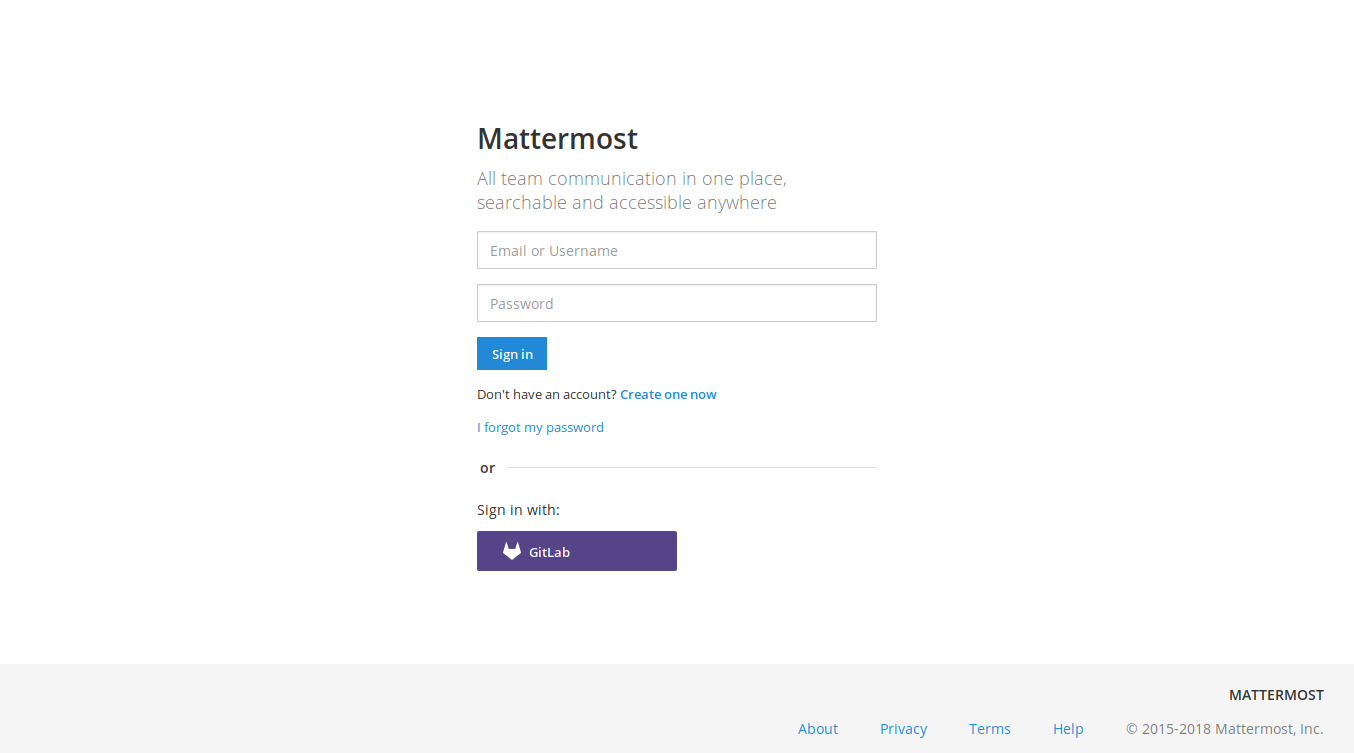 Mattermost
All team communication in one place,
searchable and accessible anywhere
Email or Username
Password
Sign in
Don't have an account? Create one now
I forgot my password
or
Sign in with:
GitLab
MATTERMOST
About Privacy Terms Help © 2015-2018 Mattermost, Inc.